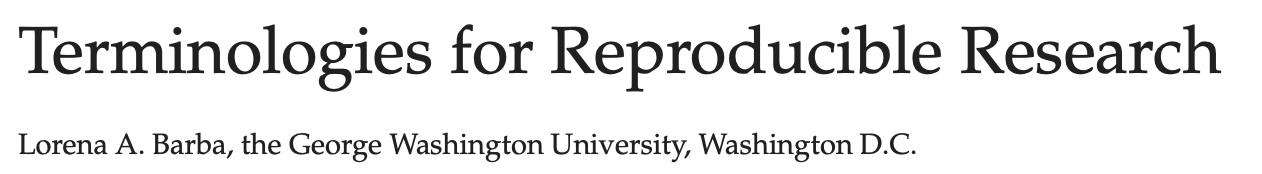 Terminologies for Reproducible Research
Lorena A. Barba, the George Washington University, Washington D.C.